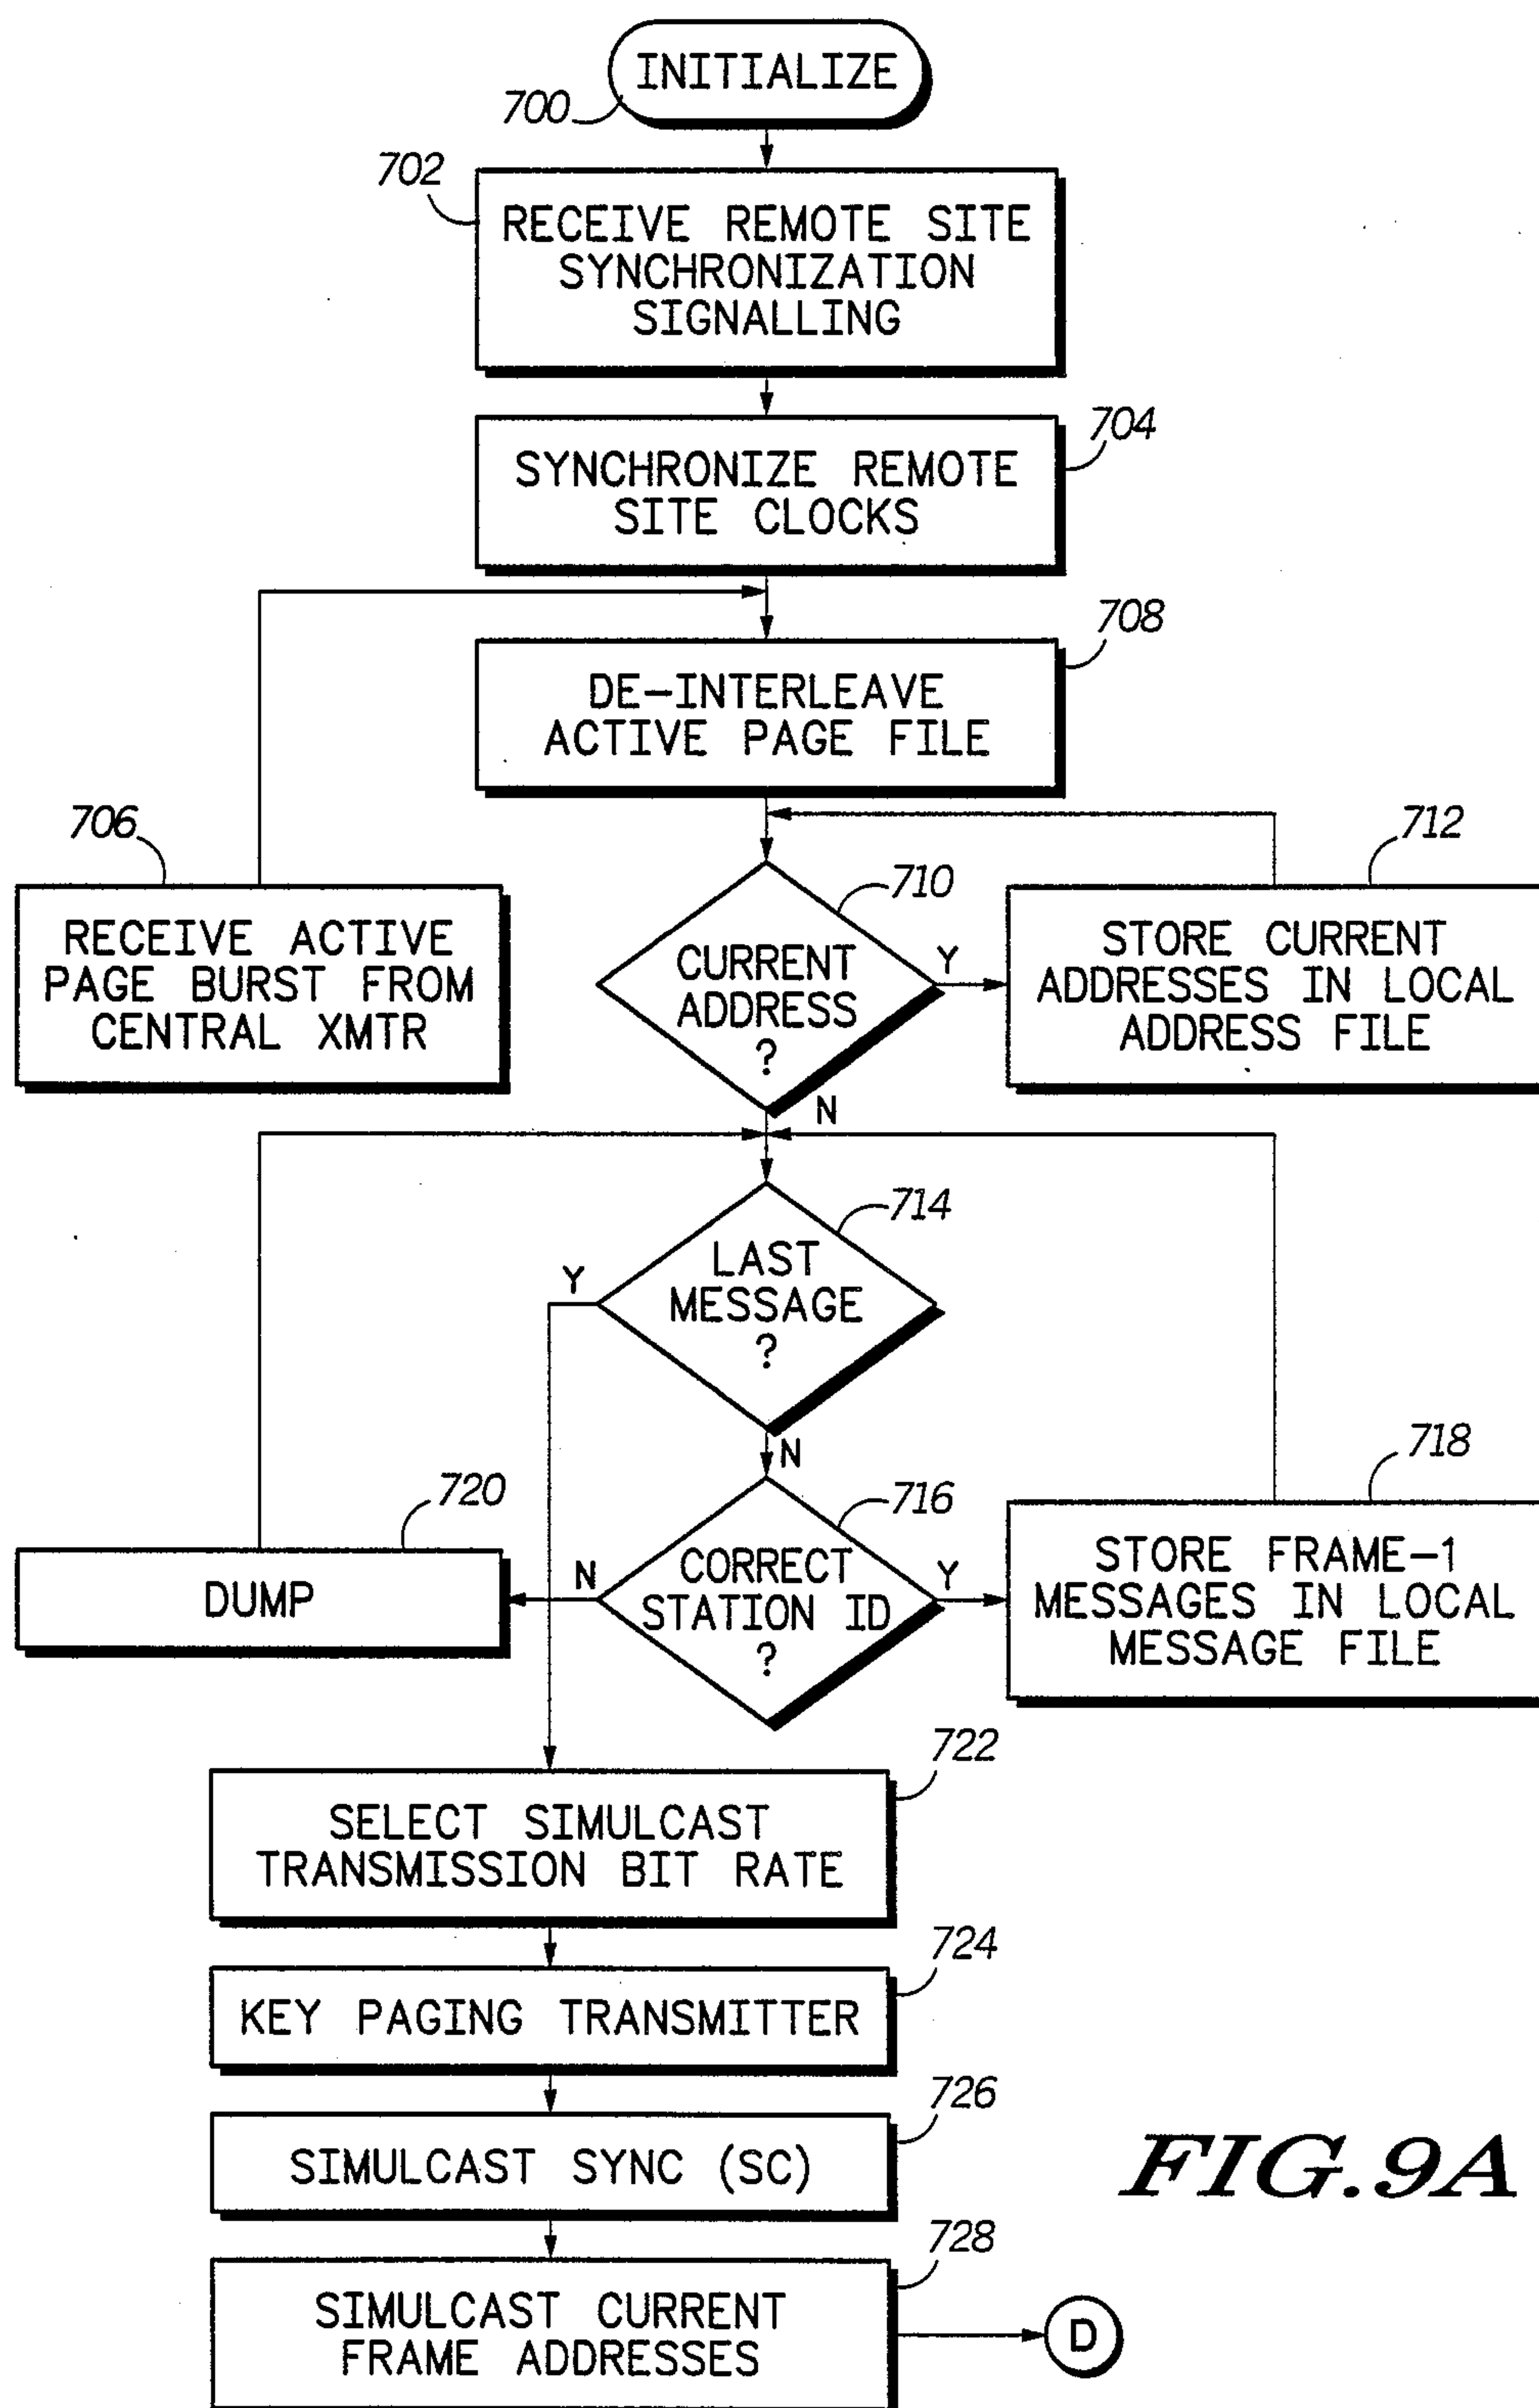 INITIALIZE
700
702
RECEIVE REMOTE SITE
SYNCHRONIZATION
SIGNALLING
704
SYNCHRONIZE REMOTE
SITE CLOCKS
708
DE-INTERLEAVE
ACTIVE PAGE FILE
706
RECEIVE ACTIVE
PAGE BURST FROM
CENTRAL XMTR
710
CURRENT
ADDRESS
?
Y
N
712
STORE CURRENT
ADDRESSES IN LOCAL
ADDRESS FILE
714
LAST
MESSAGE
?
Y
N
716
CORRECT
STATION ID
?
N
Y
720
DUMP
718
STORE FRAME-1
MESSAGES IN LOCAL
MESSAGE FILE
722
SELECT SIMULCAST
TRANSMISSION BIT RATE
724
KEY PAGING TRANSMITTER
726
SIMULCAST SYNC (SC)
728
SIMULCAST CURRENT
FRAME ADDRESSES
D
FIG.9A